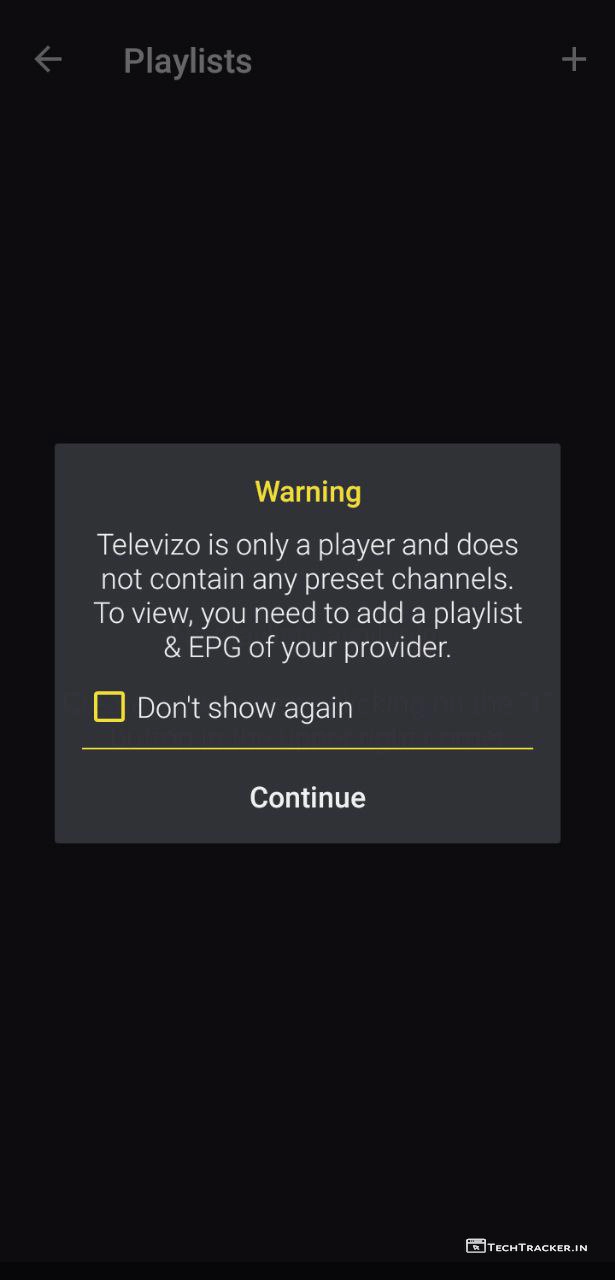 Playlists
Warning
Televizo is only a player and does
not contain any preset channels.
To view, you need to add a playlist
& EPG of your provider.
Don't show again
Continue
TechTracker.in